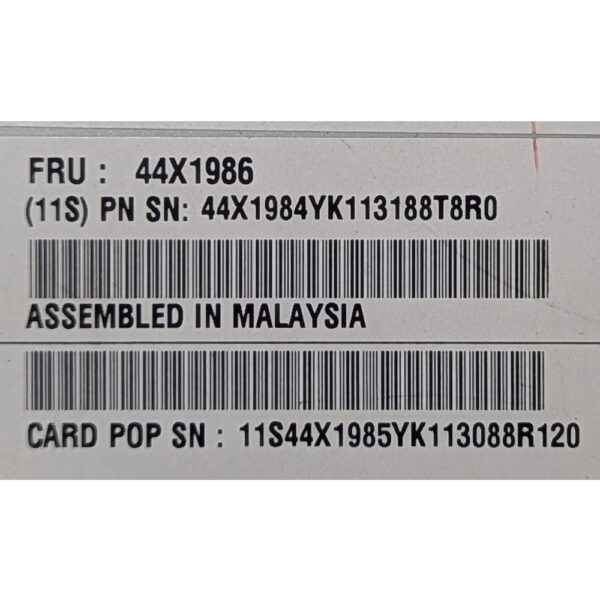 FRU : 44X1986
(11S) PN SN: 44X1984YK113188T8R0
ASSEMBLED IN MALAYSIA
CARD POP SN : 11S44X1985YK113088R120